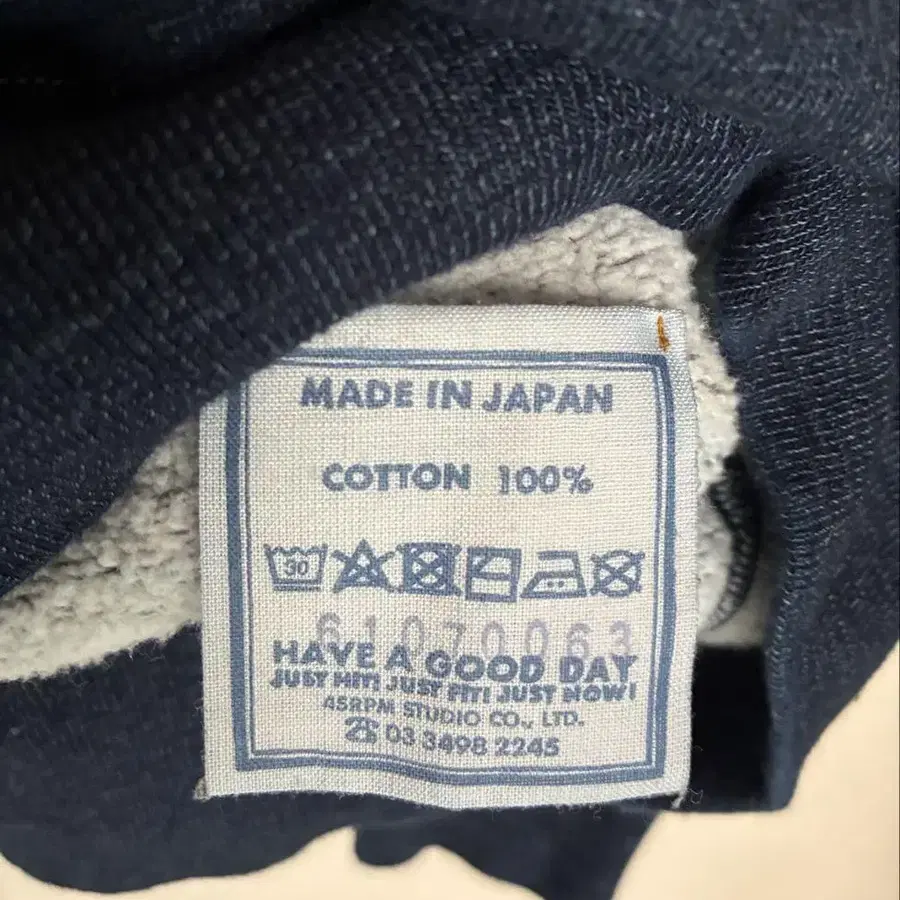 MADE IN JAPAN
COTTON 100%
30
61070063
HAVE A GOOD DAY
JUST HIT! JUST FIT! JUST NOW!
45RPM STUDIO CO., LTD.
☎ 03 3498 2245